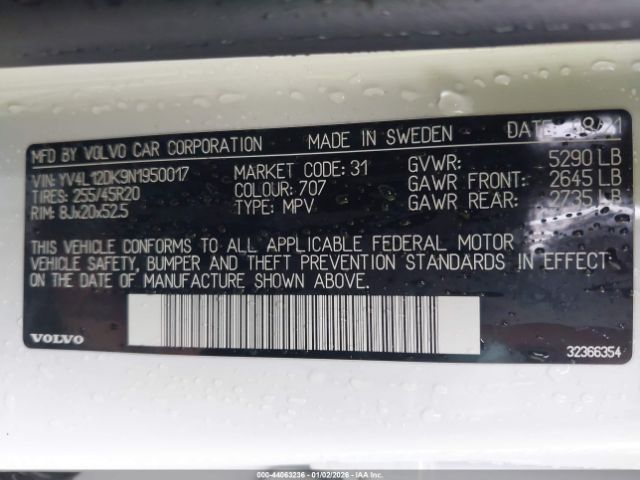 MFD BY VOLVO CAR CORPORATION MADE IN SWEDEN DATE:
VIN: YV4L12DK9N1950017 MARKET CODE: 31 GVWR: 5290 LB
TIRES: 255/45R20 COLOUR: 707 GAWR FRONT: 2645 LB
RIM: 8Jx20x52.5 TYPE: MPV GAWR REAR: 2735 LB
THIS VEHICLE CONFORMS TO ALL APPLICABLE FEDERAL MOTOR
VEHICLE SAFETY, BUMPER AND THEFT PREVENTION STANDARDS IN EFFECT
ON THE DATE OF MANUFACTURE SHOWN ABOVE.
VOLVO
32366354
000-44063236 - 01/02/2026 - IAAI.COM